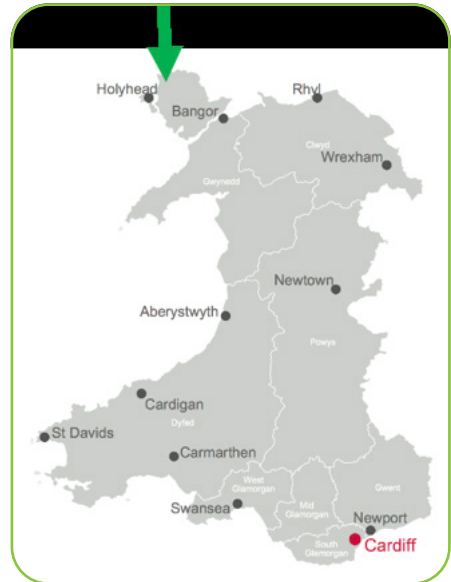 Holyhead
Rhyl
Bangor
Clwyd
Wrexham
Gwynedd
Newtown
Aberystwyth
Powys
Cardigan
Dyfed
St Davids
Carmarthen
West
Glamorgan
Gwent
Swansea
Mid
Glamorgan
Newport
South
Glamorgan
Cardiff